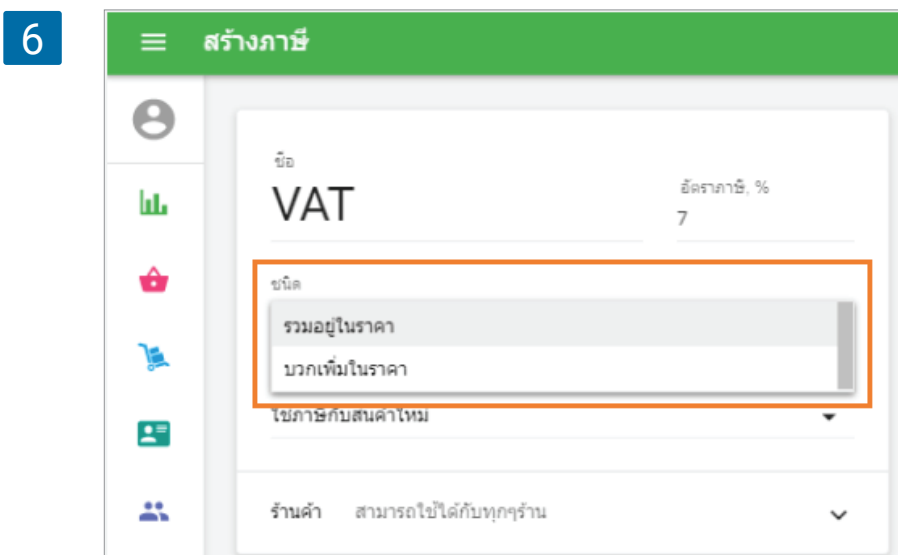 6
สร้างภาษี
ชื่อ
VAT
อัตราภาษี, %
7
ชนิด
รวมอยู่ในราคา
บวกเพิ่มในราคา
ใช้ภาษีกับสินค้าใหม่
ร้านค้า สามารถใช้ได้กับทุกๆร้าน